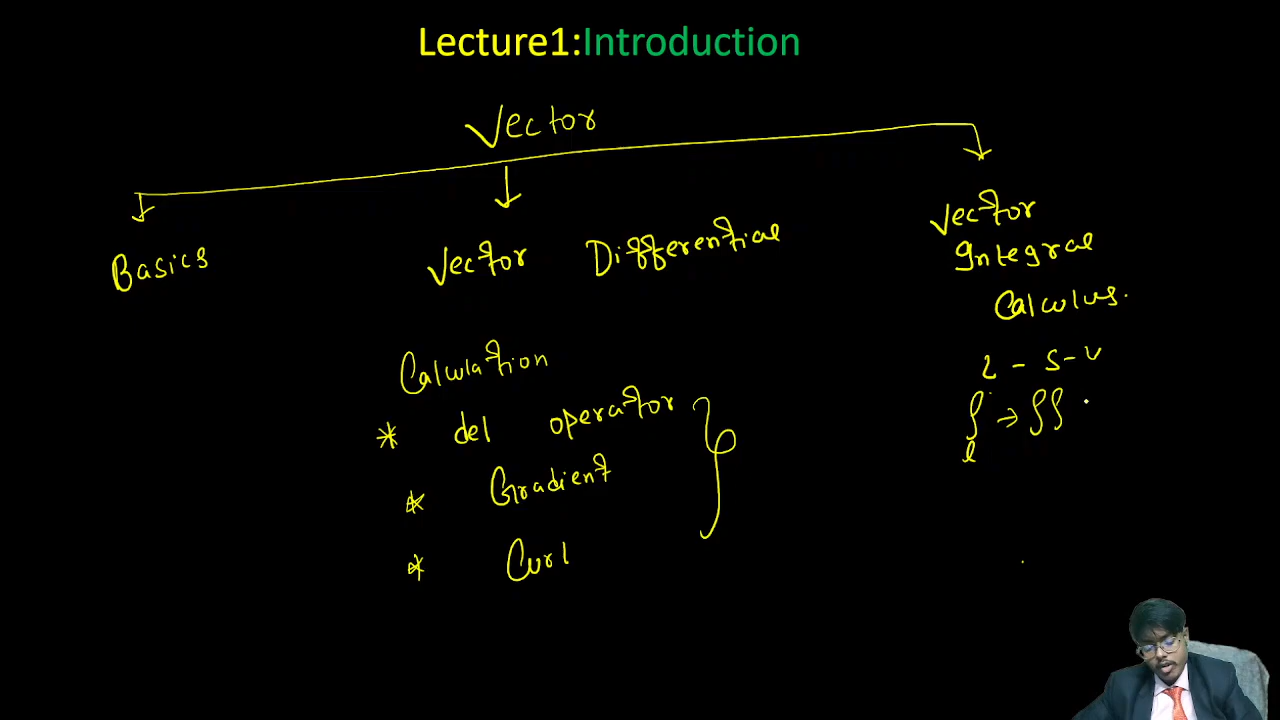 Lecture1:Introduction
Vector
Basics
Vector Differential
Vector
Integral
Calculus.
Calculation
* del operator
* Gradient
* Curl
L - S - V
∫ → ∫∫
l